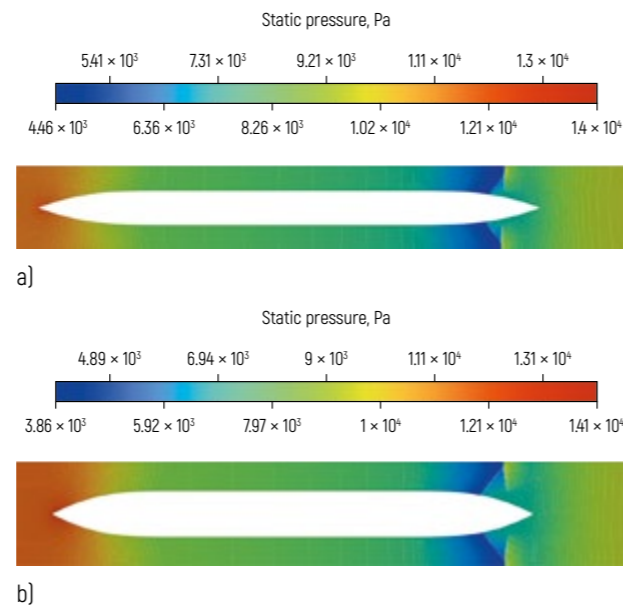 Static pressure, Pa
5.41 × 10³ 7.31 × 10³ 9.21 × 10³ 1.11 × 10⁴ 1.3 × 10⁴
4.46 × 10³ 6.36 × 10³ 8.26 × 10³ 1.02 × 10⁴ 1.21 × 10⁴ 1.4 × 10⁴
a)
Static pressure, Pa
4.89 × 10³ 6.94 × 10³ 9 × 10³ 1.11 × 10⁴ 1.31 × 10⁴
3.86 × 10³ 5.92 × 10³ 7.97 × 10³ 1 × 10⁴ 1.21 × 10⁴ 1.41 × 10⁴
b)